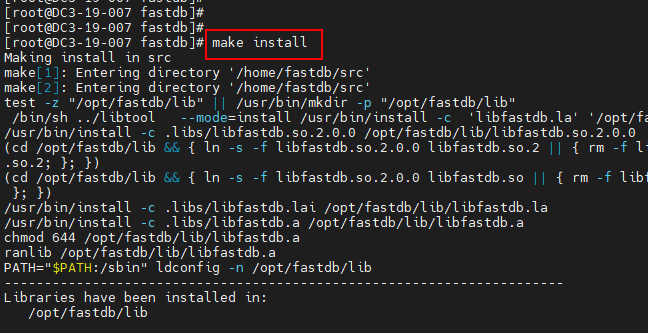 [root@DC3-19-007 fastdb]#
[root@DC3-19-007 fastdb]#
[root@DC3-19-007 fastdb]# make install
Making install in src
make[1]: Entering directory '/home/fastdb/src'
make[2]: Entering directory '/home/fastdb/src'
test -z "/opt/fastdb/lib" || /usr/bin/mkdir -p "/opt/fastdb/lib"
 /bin/sh ../libtool   --mode=install /usr/bin/install -c  'libfastdb.la' '/opt/fa
/usr/bin/install -c .libs/libfastdb.so.2.0.0 /opt/fastdb/lib/libfastdb.so.2.0.0
(cd /opt/fastdb/lib && { ln -s -f libfastdb.so.2.0.0 libfastdb.so.2 || { rm -f l
.so.2; }; })
(cd /opt/fastdb/lib && { ln -s -f libfastdb.so.2.0.0 libfastdb.so || { rm -f libf
 }; })
/usr/bin/install -c .libs/libfastdb.lai /opt/fastdb/lib/libfastdb.la
/usr/bin/install -c .libs/libfastdb.a /opt/fastdb/lib/libfastdb.a
chmod 644 /opt/fastdb/lib/libfastdb.a
ranlib /opt/fastdb/lib/libfastdb.a
PATH="$PATH:/sbin" ldconfig -n /opt/fastdb/lib
----------------------------------------------------------------------
Libraries have been installed in:
   /opt/fastdb/lib